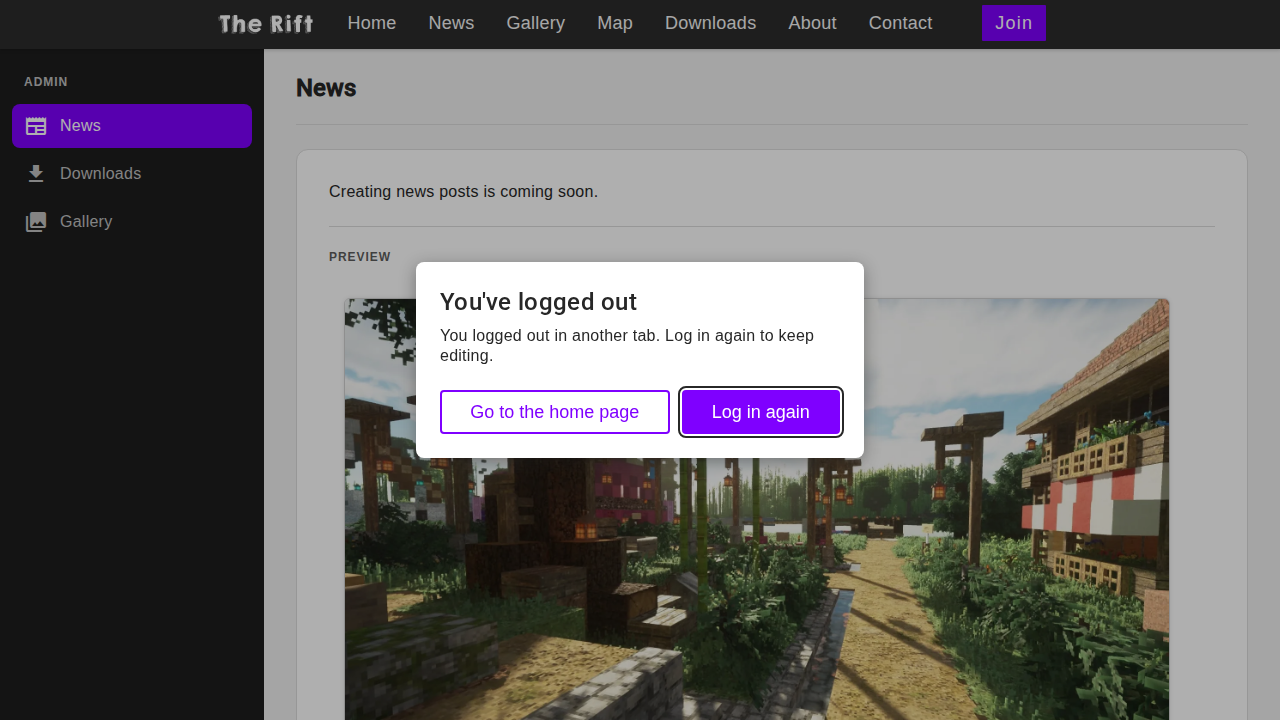 The Rift
Home
News
Gallery
Map
Downloads
About
Contact
Join
ADMIN
News
Downloads
Gallery
News
Creating news posts is coming soon.
PREVIEW
You've logged out
You logged out in another tab. Log in again to keep
editing.
Go to the home page
Log in again